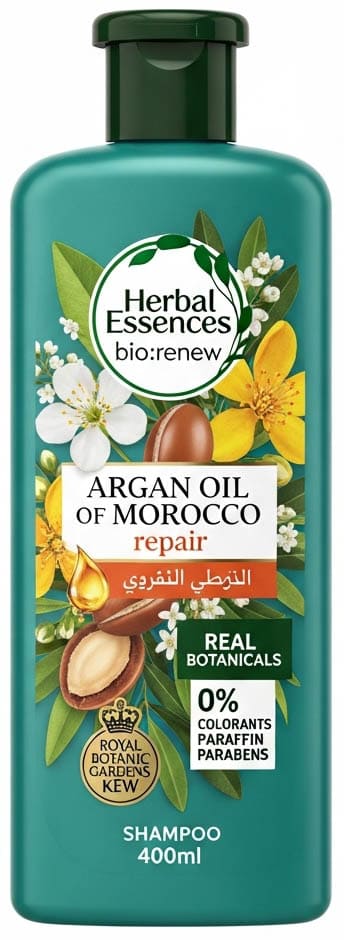 Herbal
Essences
bio:renew
ARGAN OIL
OF MOROCCO
repair
REAL
BOTANICALS
0%
COLORANTS
PARAFFIN
PARABENS
ROYAL
BOTANIC
GARDENS
KEW
SHAMPOO
400ml